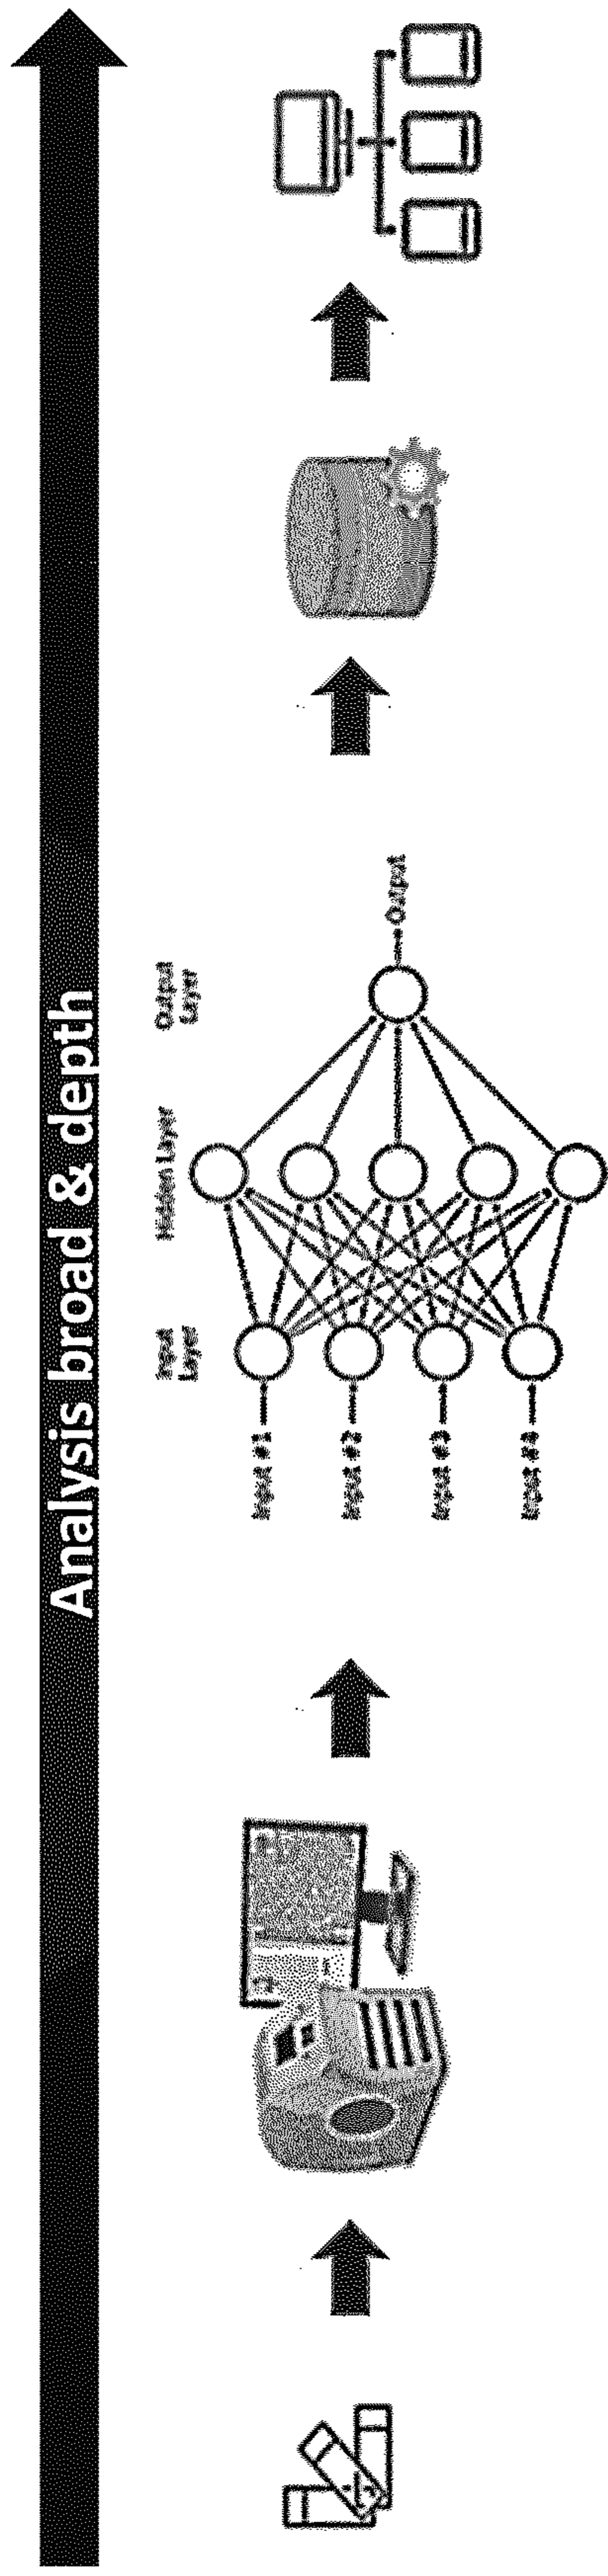 Analysis broad & depth
Input
Layer
Hidden Layer
Output
Layer
Input #1
Input #2
Input #3
Input #4
Output